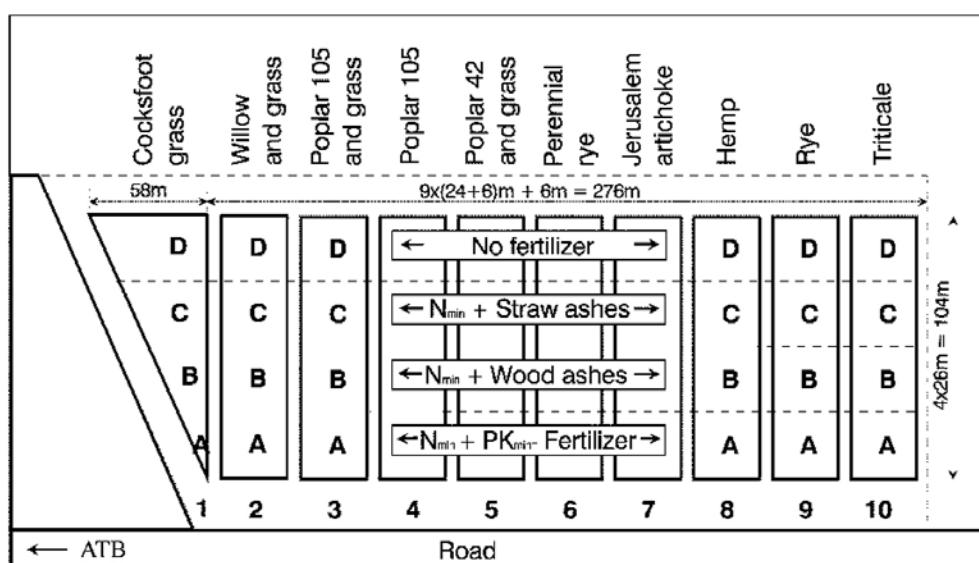 Cocksfoot
grass
Willow
and grass
Poplar 105
and grass
Poplar 105
Poplar 42
and grass
Perennial
rye
Jerusalem
artichoke
Hemp
Rye
Triticale
58m
9x(24+6)m + 6m = 276m
D D D ← No fertilizer → D D D
C C C ← Nmin + Straw ashes → C C C
B B B ← Nmin + Wood ashes → B B B
A A A ← Nmin + PKmin- Fertilizer → A A A
4x26m = 104m
1 2 3 4 5 6 7 8 9 10
← ATB Road